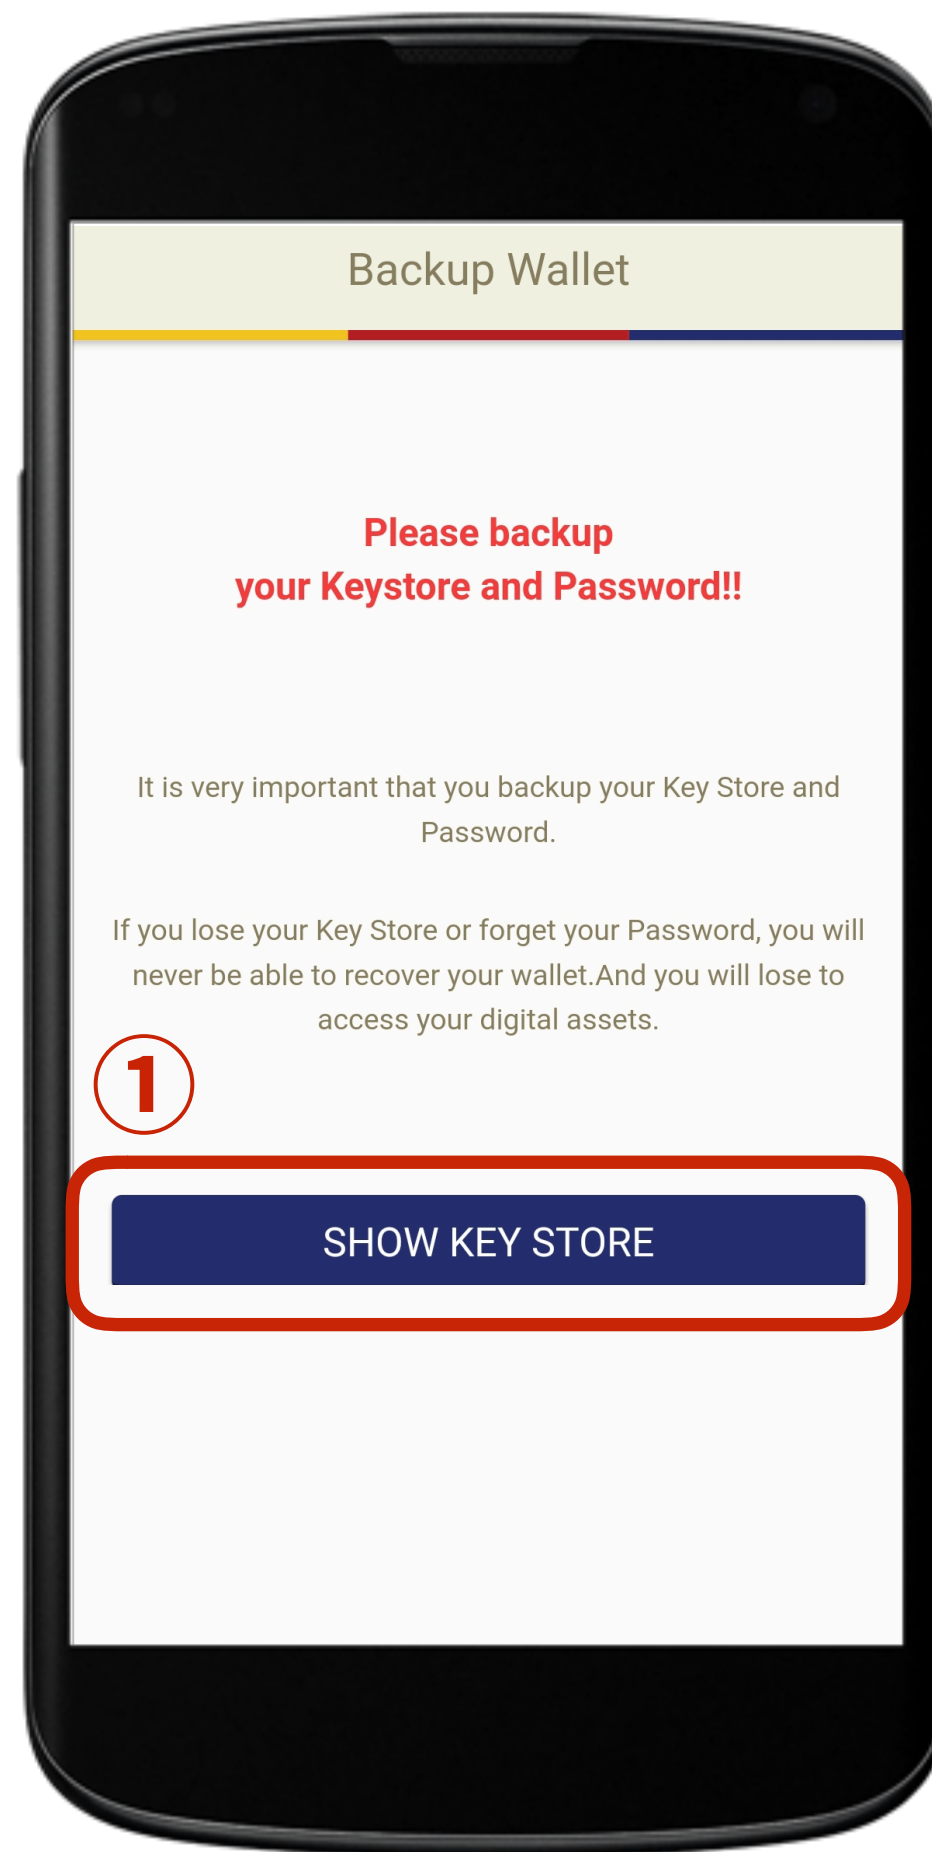 Backup Wallet
Please backup
your Keystore and Password!!
It is very important that you backup your Key Store and
Password.
If you lose your Key Store or forget your Password, you will
never be able to recover your wallet.And you will lose to
access your digital assets.
1
SHOW KEY STORE